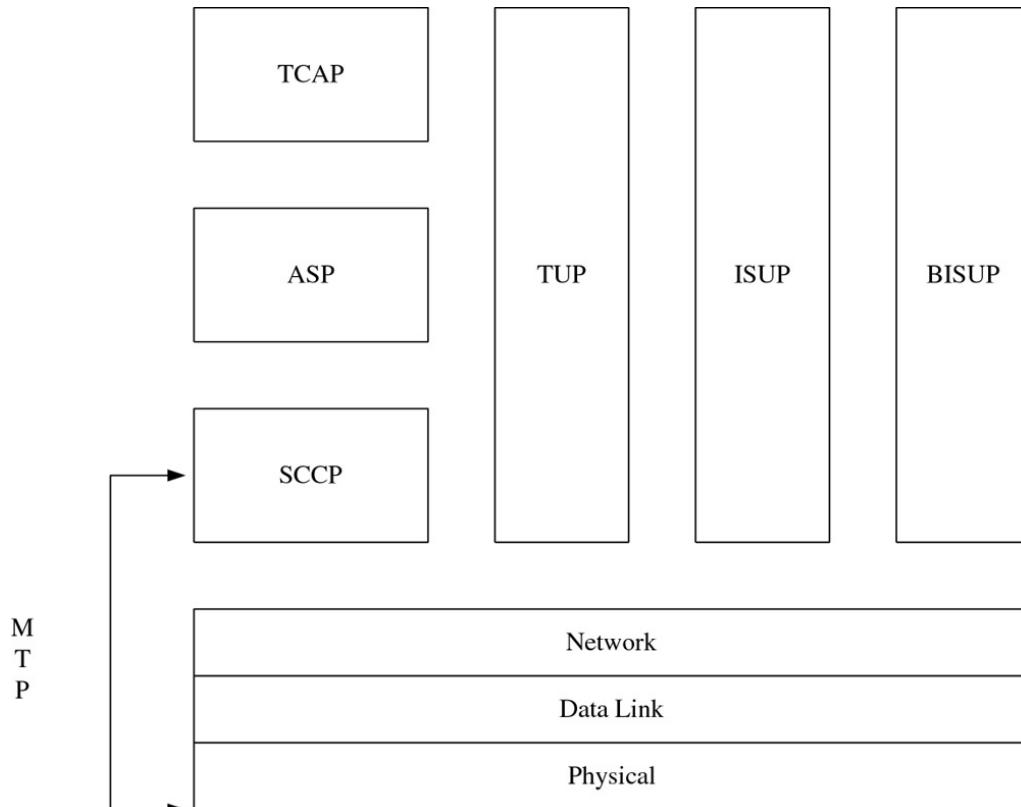 TCAP
ASP
TUP
ISUP
BISUP
SCCP
M
T
P
Network
Data Link
Physical